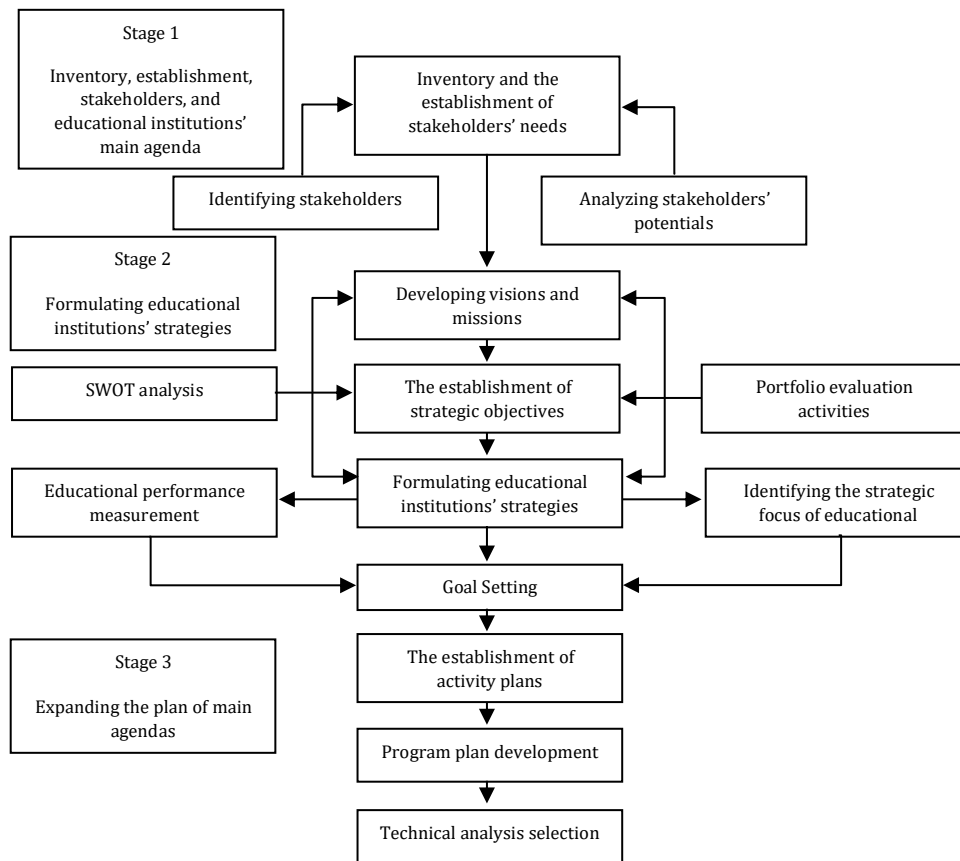 Stage 1
Inventory, establishment,
stakeholders, and
educational institutions’
main agenda
Inventory and the
establishment of
stakeholders’ needs
Identifying stakeholders
Analyzing stakeholders’
potentials
Stage 2
Formulating educational
institutions’ strategies
Developing visions and
missions
SWOT analysis
The establishment of
strategic objectives
Portfolio evaluation
activities
Educational performance
measurement
Formulating educational
institutions’ strategies
Identifying the strategic
focus of educational
Goal Setting
Stage 3
Expanding the plan of main
agendas
The establishment of
activity plans
Program plan development
Technical analysis selection